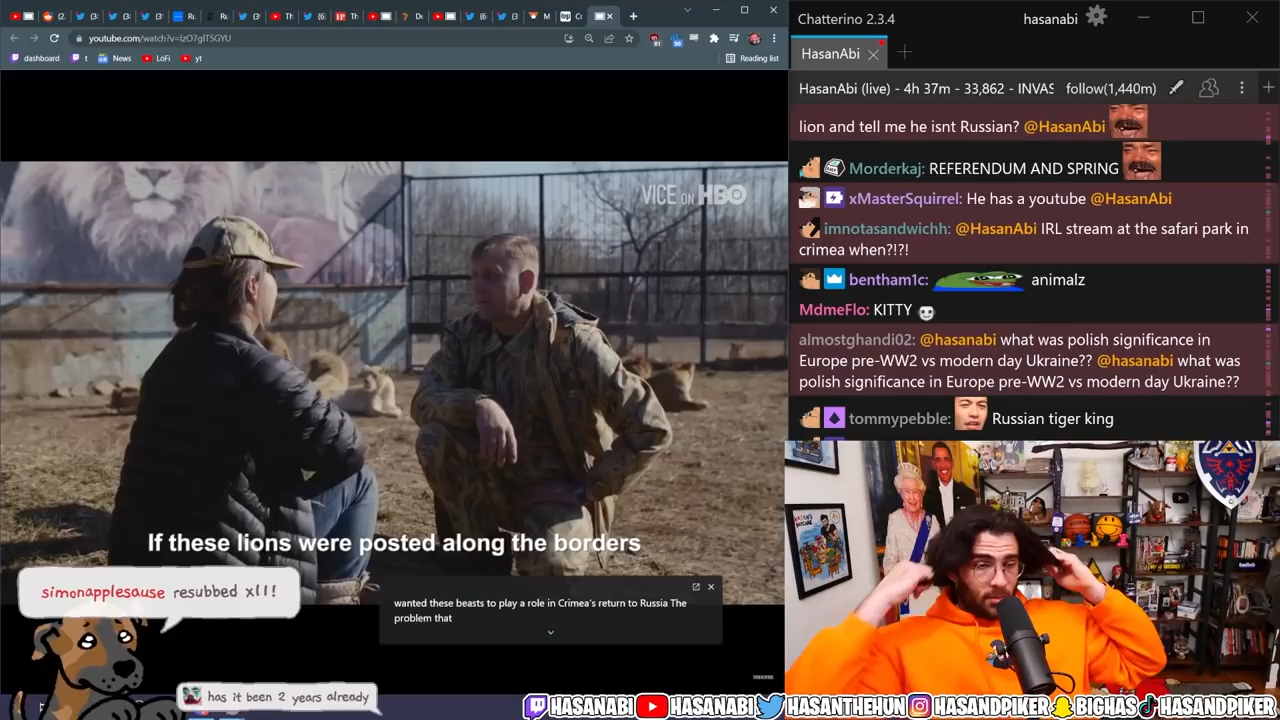 youtube.com/watch?v=IzO7gIT5GYU
dashboard
t
News
LoFi
yt
Reading list
VICE ON HBO
If these lions were posted along the borders
wanted these beasts to play a role in Crimea's return to Russia The
problem that
SUBSCRIBE
simonapplesause resubbed x11!
has it been 2 years already
Chatterino 2.3.4
hasanabi
HasanAbi
HasanAbi (live) - 4h 37m - 33,862 - INVAS
follow(1,440m)
lion and tell me he isnt Russian? @HasanAbi
Morderkaj: REFERENDUM AND SPRING
xMasterSquirrel: He has a youtube @HasanAbi
imnotasandwichh: @HasanAbi IRL stream at the safari park in
crimea when?!?!
bentham1c: animalz
MdmeFlo: KITTY
almostghandi02: @hasanabi what was polish significance in
Europe pre-WW2 vs modern day Ukraine?? @hasanabi what was
polish significance in Europe pre-WW2 vs modern day Ukraine??
tommypebble: Russian tiger king
HASANABI HASANABI HASANTHEHUN HASANDPIKER BIGHAS HASANDPIKER